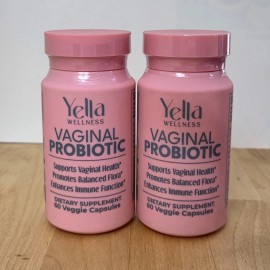 Yella
WELLNESS
VAGINAL
PROBIOTIC
Supports Vaginal Health*
Promotes Balanced Flora*
Enhances Immune Function*
DIETARY SUPPLEMENT
60 Veggie Capsules
Yella
WELLNESS
VAGINAL
PROBIOTIC
Supports Vaginal Health*
Promotes Balanced Flora*
Enhances Immune Function*
DIETARY SUPPLEMENT
60 Veggie Capsules